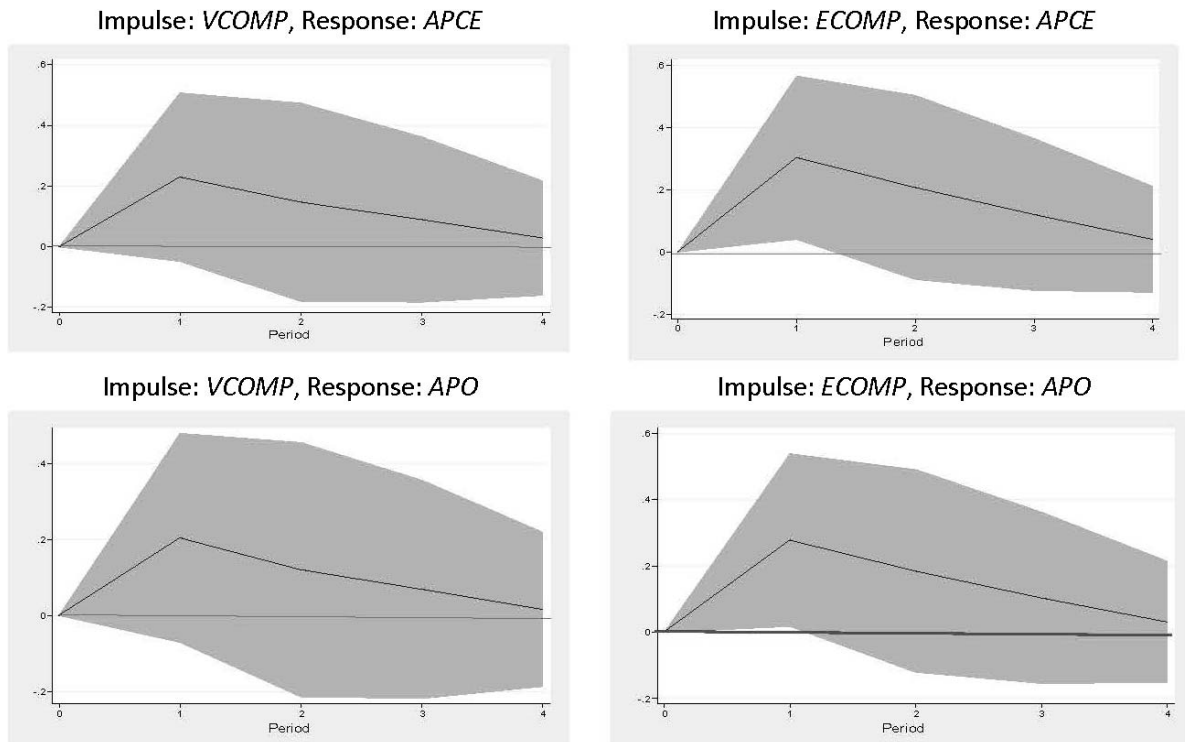 Impulse: VCOMP, Response: APCE
.6
.4
.2
0
-.2
0 1 2 3 4
Period
Impulse: ECOMP, Response: APCE
.6
.4
.2
0
-.2
0 1 2 3 4
Period
Impulse: VCOMP, Response: APO
.4
.2
0
-.2
0 1 2 3 4
Period
Impulse: ECOMP, Response: APO
.6
.4
.2
0
-.2
0 1 2 3 4
Period